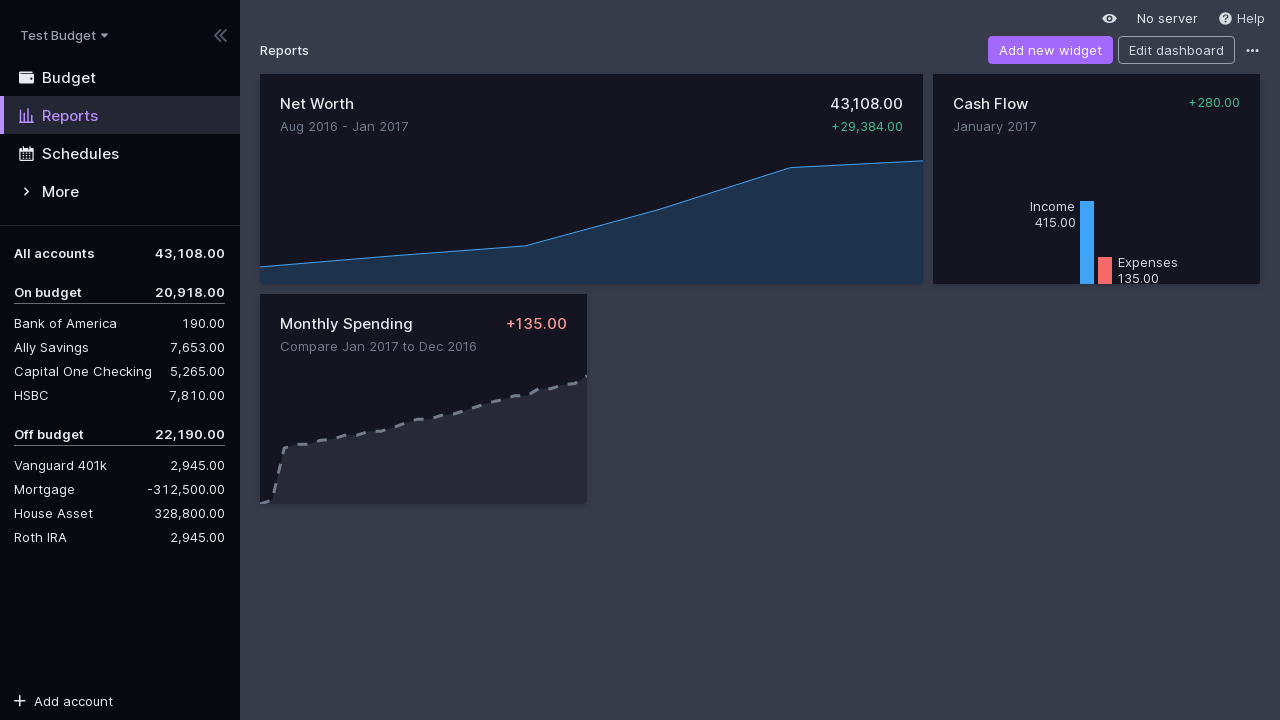 Test Budget
Budget
Reports
Schedules
More
All accounts 43,108.00
On budget 20,918.00
Bank of America 190.00
Ally Savings 7,653.00
Capital One Checking 5,265.00
HSBC 7,810.00
Off budget 22,190.00
Vanguard 401k 2,945.00
Mortgage -312,500.00
House Asset 328,800.00
Roth IRA 2,945.00
Add account
No server
Help
Reports
Add new widget
Edit dashboard
Net Worth 43,108.00
Aug 2016 - Jan 2017 +29,384.00
Cash Flow +280.00
January 2017
Income
415.00
Expenses
135.00
Monthly Spending +135.00
Compare Jan 2017 to Dec 2016